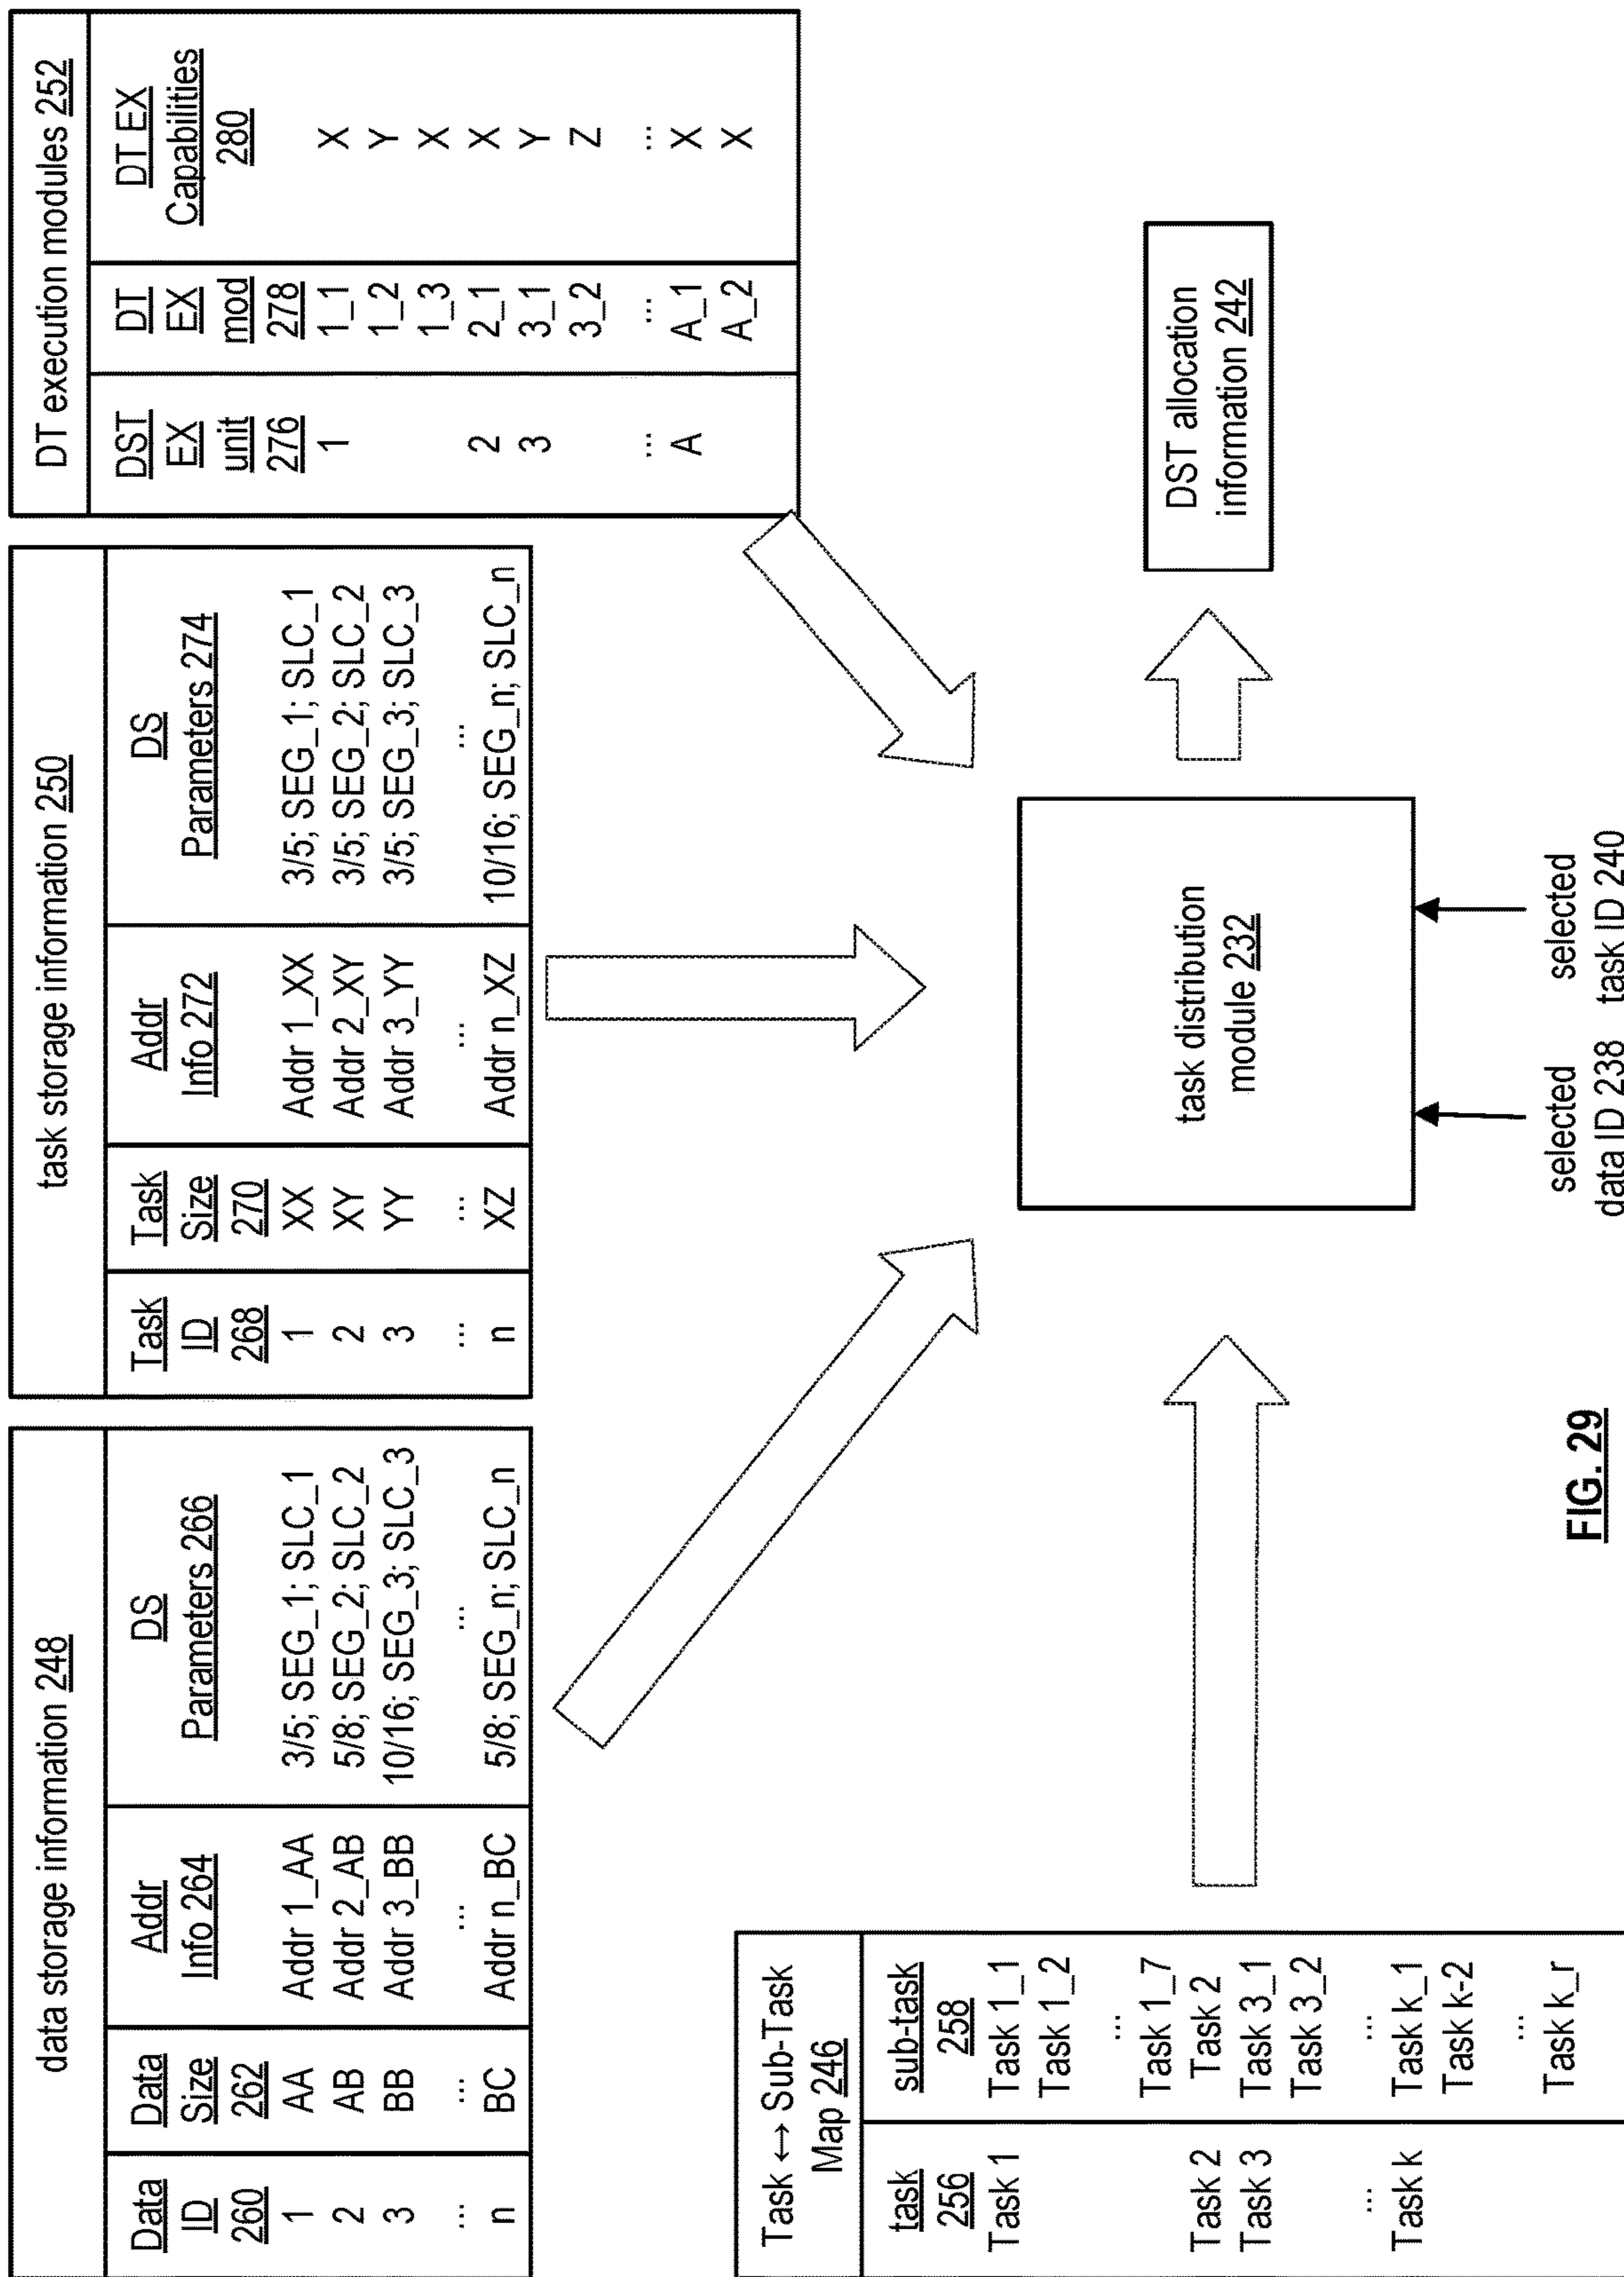 data storage information 248
Data ID 260 Data Size 262 Addr Info 264 DS Parameters 266
1 AA Addr 1_AA 3/5; SEG_1; SLC_1
2 AB Addr 2_AB 5/8; SEG_2; SLC_2
3 BB Addr 3_BB 10/16; SEG_3; SLC_3
... ... ... ...
n BC Addr n_BC 5/8; SEG_n; SLC_n
task storage information 250
Task ID 268 Task Size 270 Addr Info 272 DS Parameters 274
1 XX Addr 1_XX 3/5; SEG_1; SLC_1
2 XY Addr 2_XY 3/5; SEG_2; SLC_2
3 YY Addr 3_YY 3/5; SEG_3; SLC_3
... ... ... ...
n XZ Addr n_XZ 10/16; SEG_n; SLC_n
DT execution modules 252
DST EX unit 276 DT EX mod 278 DT EX Capabilities 280
1 1_1 X
1_2 Y
1_3 X
2 2_1 X
3 3_1 Y
3_2 Z
... ... ...
A A_1 X
A_2 X
Task ↔ Sub-Task
Map 246
task 256 sub-task 258
Task 1 Task 1_1
Task 1_2
...
Task 1_7
Task 2 Task 2
Task 3 Task 3_1
Task 3_2
... ...
Task k Task k_1
Task k-2
...
Task k_r
task distribution
module 232
DST allocation
information 242
selected
data ID 238
selected
task ID 240
FIG. 29